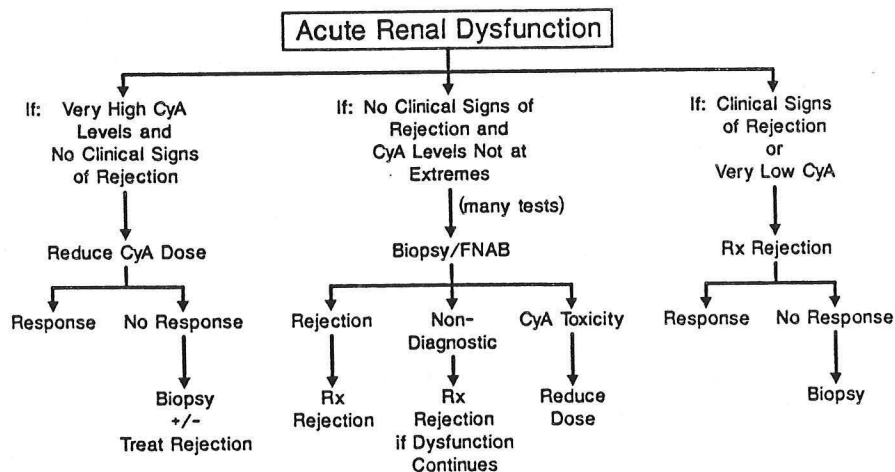 Acute Renal Dysfunction
If: Very High CyA
Levels and
No Clinical Signs
of Rejection
Reduce CyA Dose
Response
No Response
Biopsy
+/-
Treat Rejection
If: No Clinical Signs of
Rejection and
CyA Levels Not at
Extremes
(many tests)
Biopsy/FNAB
Rejection
Rx
Rejection
Non-
Diagnostic
Rx
Rejection
if Dysfunction
Continues
CyA Toxicity
Reduce
Dose
If: Clinical Signs
of Rejection
or
Very Low CyA
Rx Rejection
Response
No Response
Biopsy